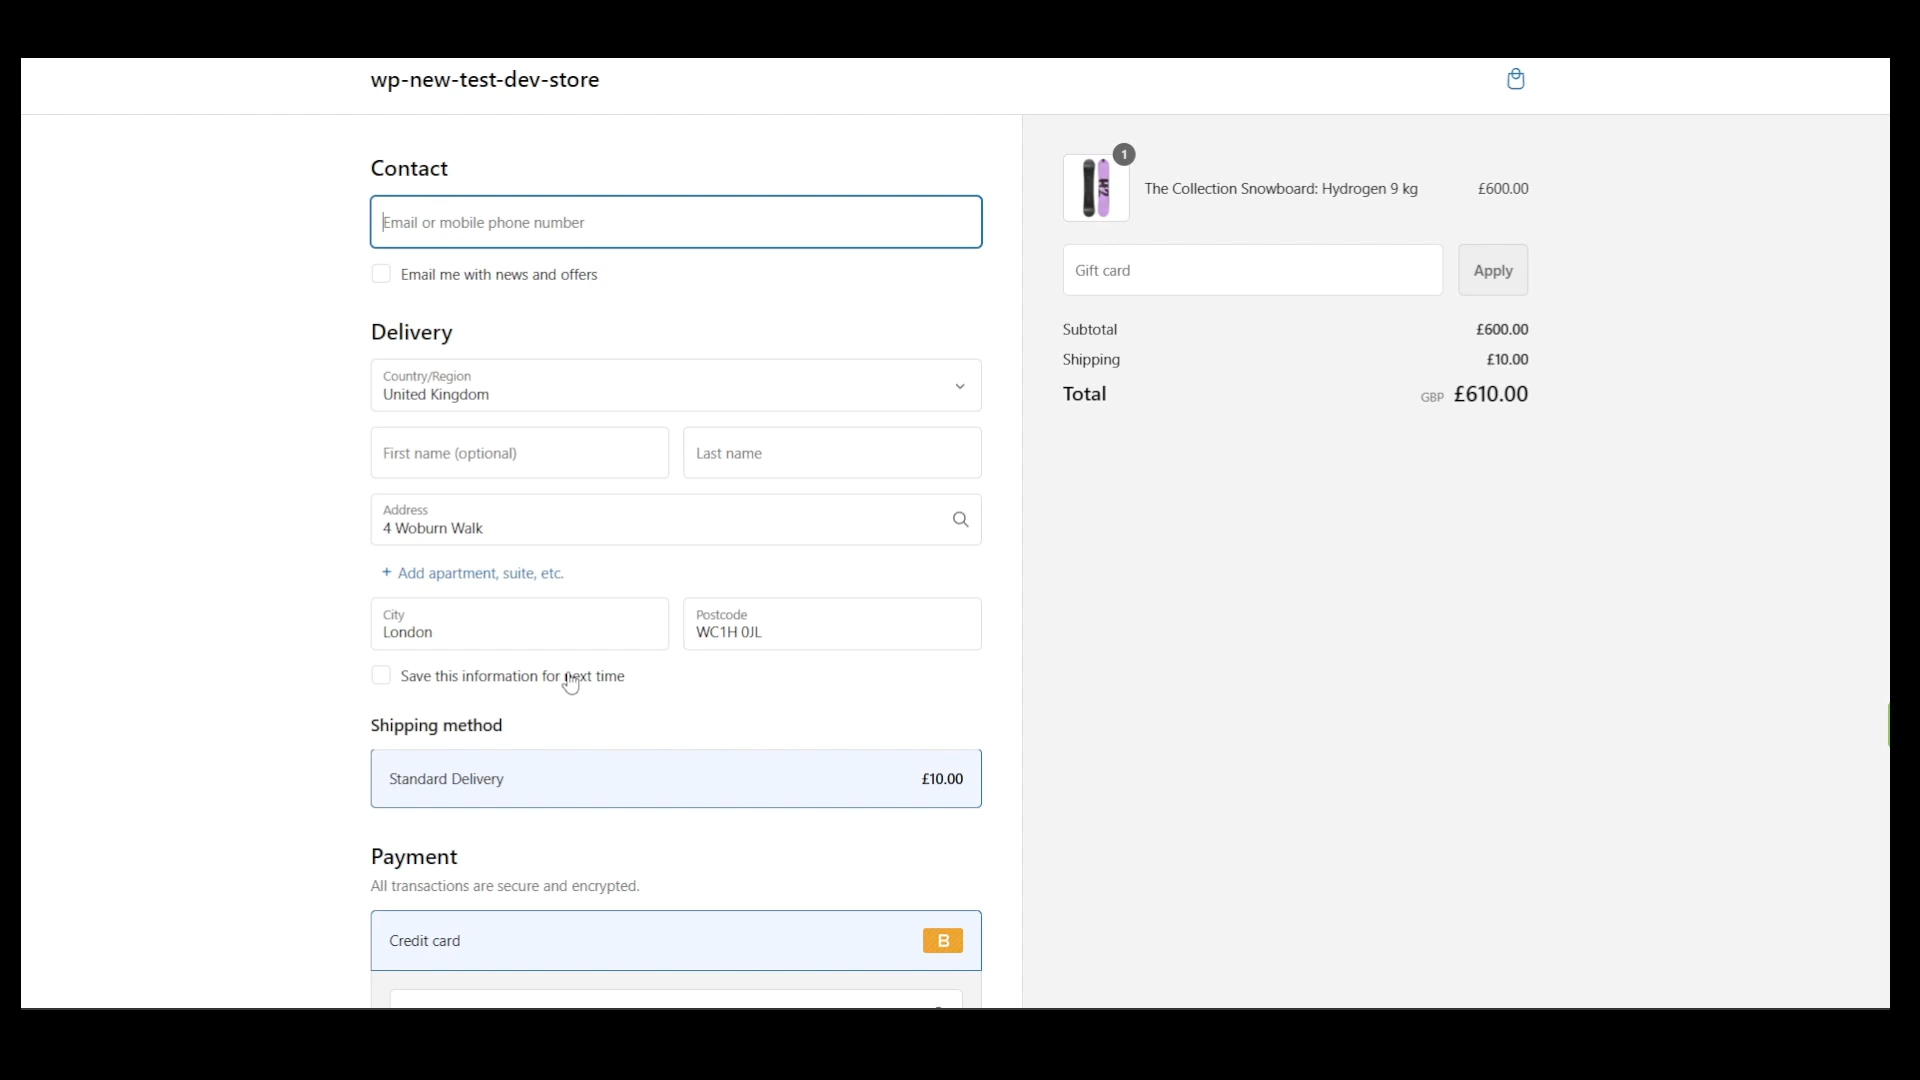 wp-new-test-dev-store
Contact
Email or mobile phone number
Email me with news and offers
Delivery
Country/Region
United Kingdom
First name (optional)
Last name
Address
4 Woburn Walk
+ Add apartment, suite, etc.
City
London
Postcode
WC1H 0JL
Save this information for next time
Shipping method
Standard Delivery £10.00
Payment
All transactions are secure and encrypted.
Credit card B
1
H2
The Collection Snowboard: Hydrogen 9 kg £600.00
Gift card Apply
Subtotal £600.00
Shipping £10.00
Total GBP £610.00